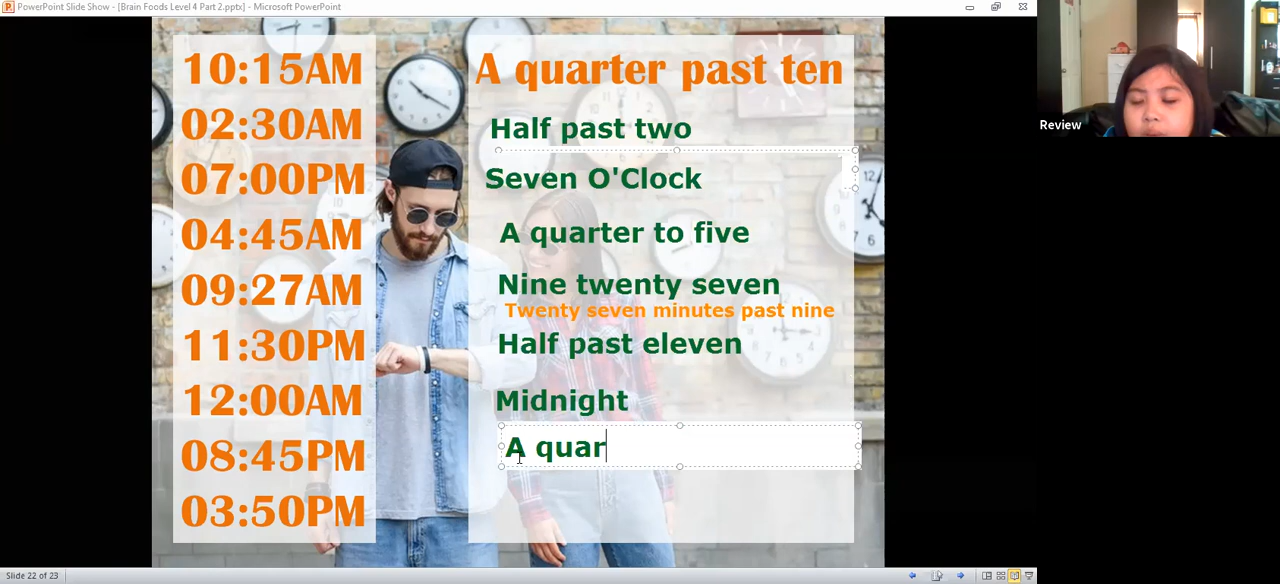 PowerPoint Slide Show - [Brain Foods Level 4 Part 2.pptx] - Microsoft PowerPoint
10:15AM A quarter past ten
02:30AM Half past two
07:00PM Seven O'Clock
04:45AM A quarter to five
09:27AM Nine twenty seven
Twenty seven minutes past nine
11:30PM Half past eleven
12:00AM Midnight
08:45PM A quar
03:50PM
Review
Slide 22 of 23